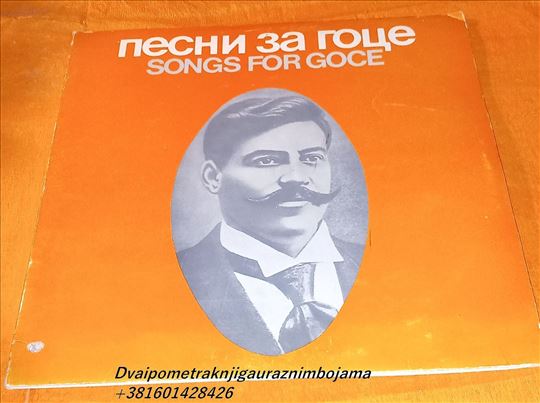 песни за гоце
SONGS FOR GOCE
Dvaipometraknjigauraznimbojama
+381601428426